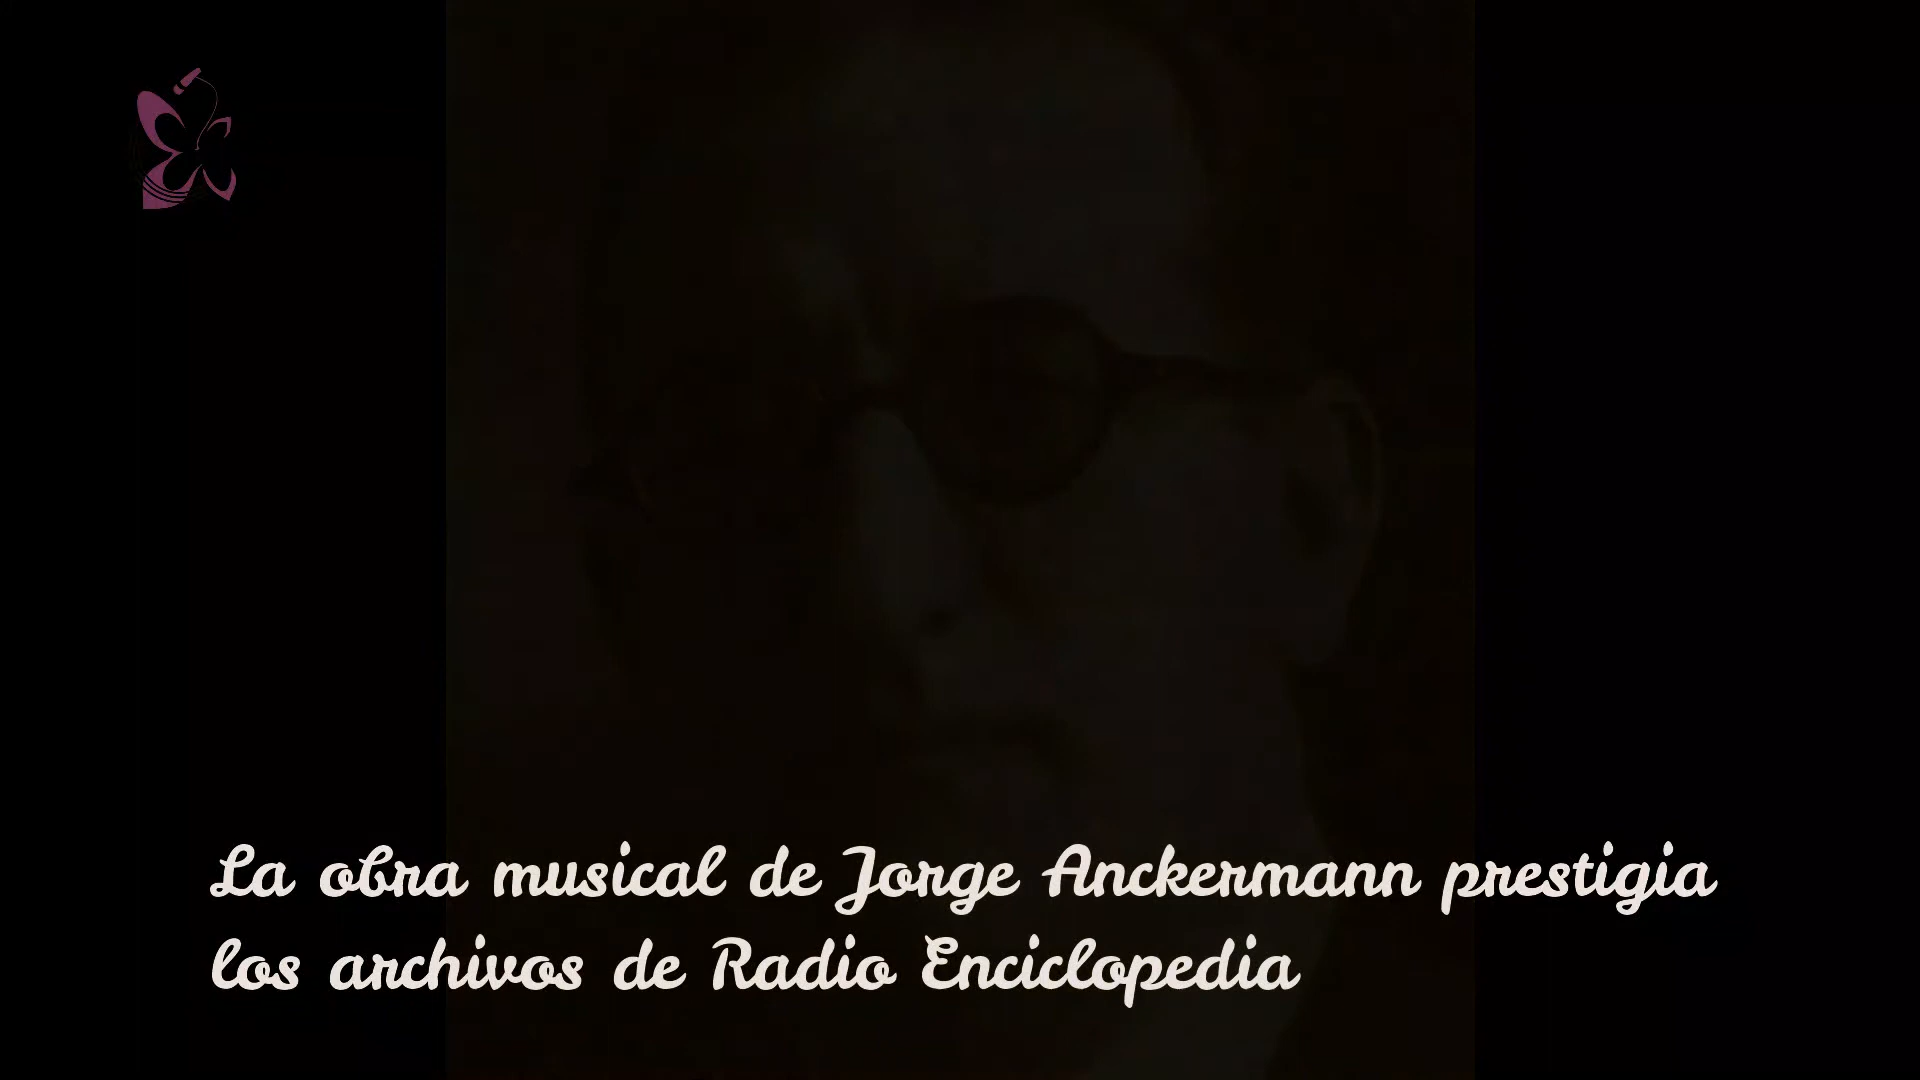 La obra musical de Jorge Anckermann prestigia
los archivos de Radio Enciclopedia